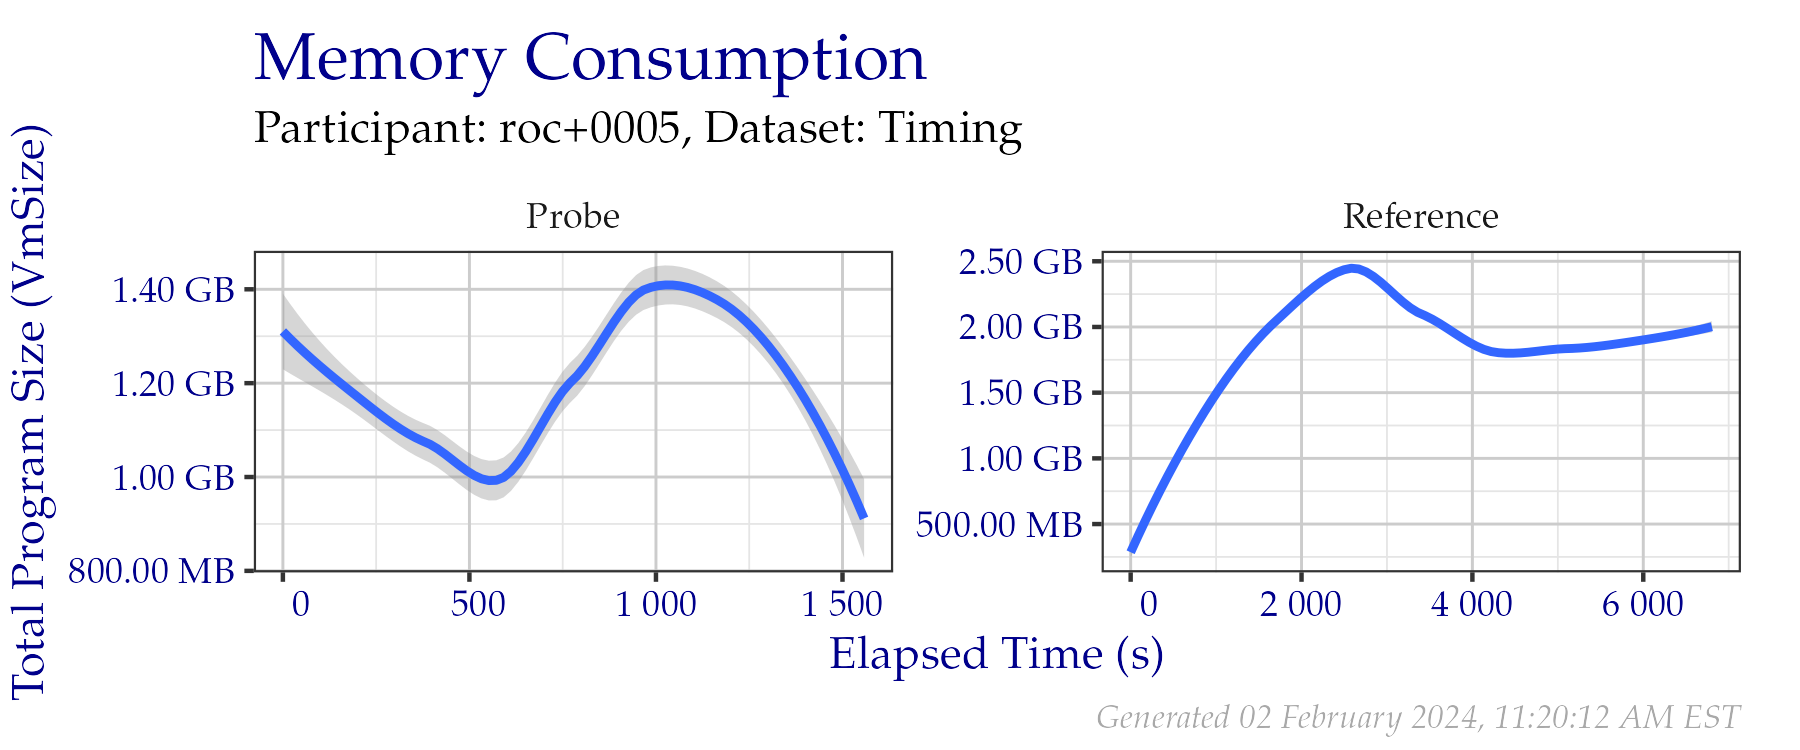 Memory Consumption
Participant: roc+0005, Dataset: Timing
Total Program Size (VmSize)
Probe
1.40 GB
1.20 GB
1.00 GB
800.00 MB
0 500 1 000 1 500
Reference
2.50 GB
2.00 GB
1.50 GB
1.00 GB
500.00 MB
0 2 000 4 000 6 000
Elapsed Time (s)
Generated 02 February 2024, 11:20:12 AM EST